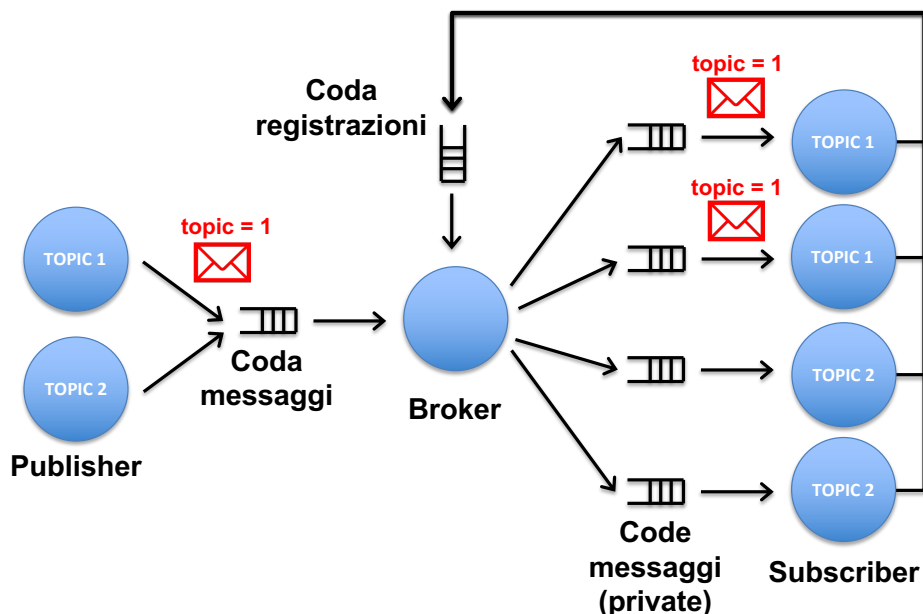 topic = 1
Coda
registrazioni
TOPIC 1
topic = 1
topic = 1
TOPIC 1
TOPIC 1
Coda
messaggi
Broker
TOPIC 2
TOPIC 2
Publisher
TOPIC 2
Code
messaggi
(private)
Subscriber